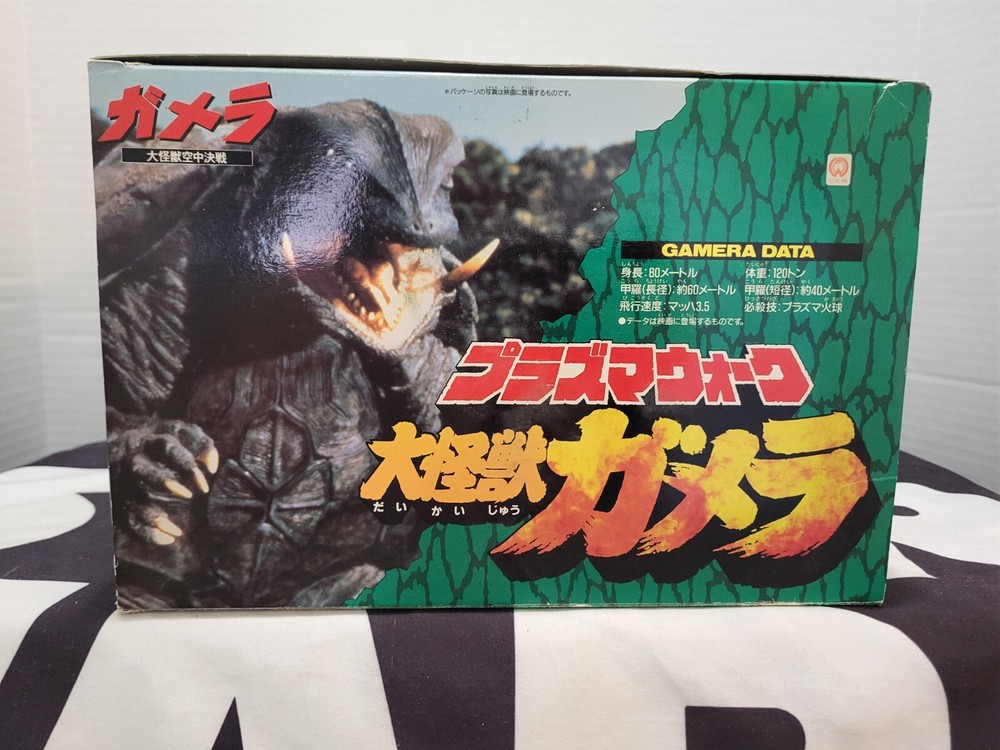 ガメラ
大怪獣空中決戦
※パッケージの写真は映画に登場するものです。
GAMERA DATA
身長：80メートル 体重：120トン
甲羅（長径）：約60メートル 甲羅（短径）：約40メートル
飛行速度：マッハ3.5 必殺技：プラズマ火球
●データは映画に登場するものです。
プラズマウォーク
大怪獣ガメラ
だい かい じゅう